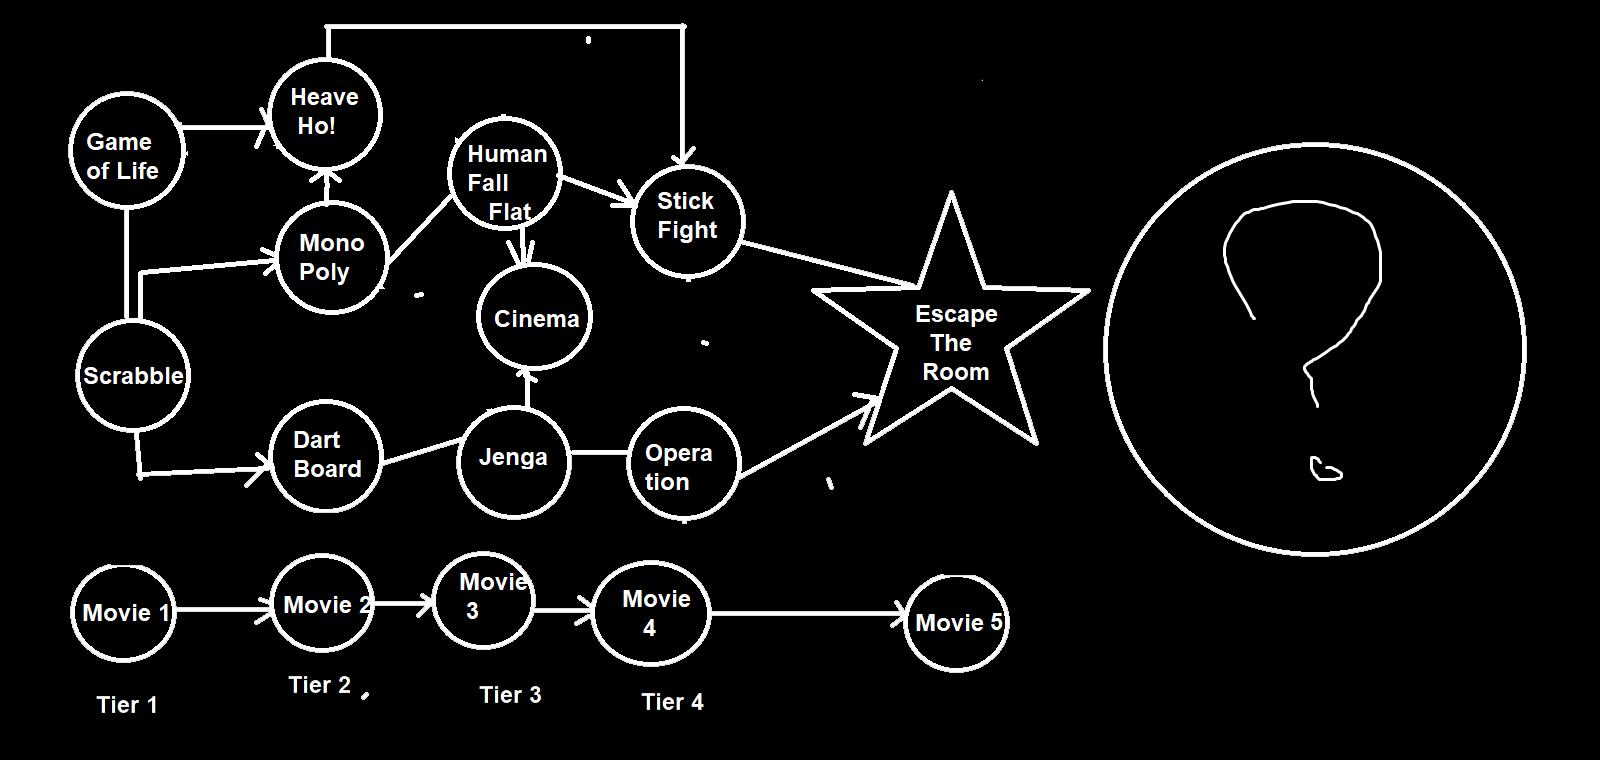 Game
of Life
Heave
Ho!
Human
Fall
Flat
Stick
Fight
Mono
Poly
Cinema
Escape
The
Room
?
Scrabble
Dart
Board
Jenga
Opera
tion
Movie 1
Movie 2
Movie
3
Movie
4
Movie 5
Tier 1
Tier 2
Tier 3
Tier 4